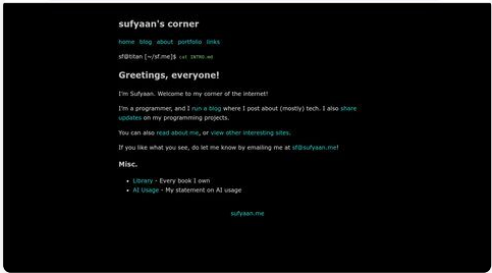 sufyaan's corner
home blog about portfolio links
sf@titan [~/sf.me]$ cat INTRO.md
Greetings, everyone!
I'm Sufyaan. Welcome to my corner of the internet!
I'm a programmer, and I run a blog where I post about (mostly) tech. I also share
updates on my programming projects.
You can also read about me, or view other interesting sites.
If you like what you see, do let me know by emailing me at sf@sufyaan.me!
Misc.
• Library - Every book I own
• AI Usage - My statement on AI usage
sufyaan.me